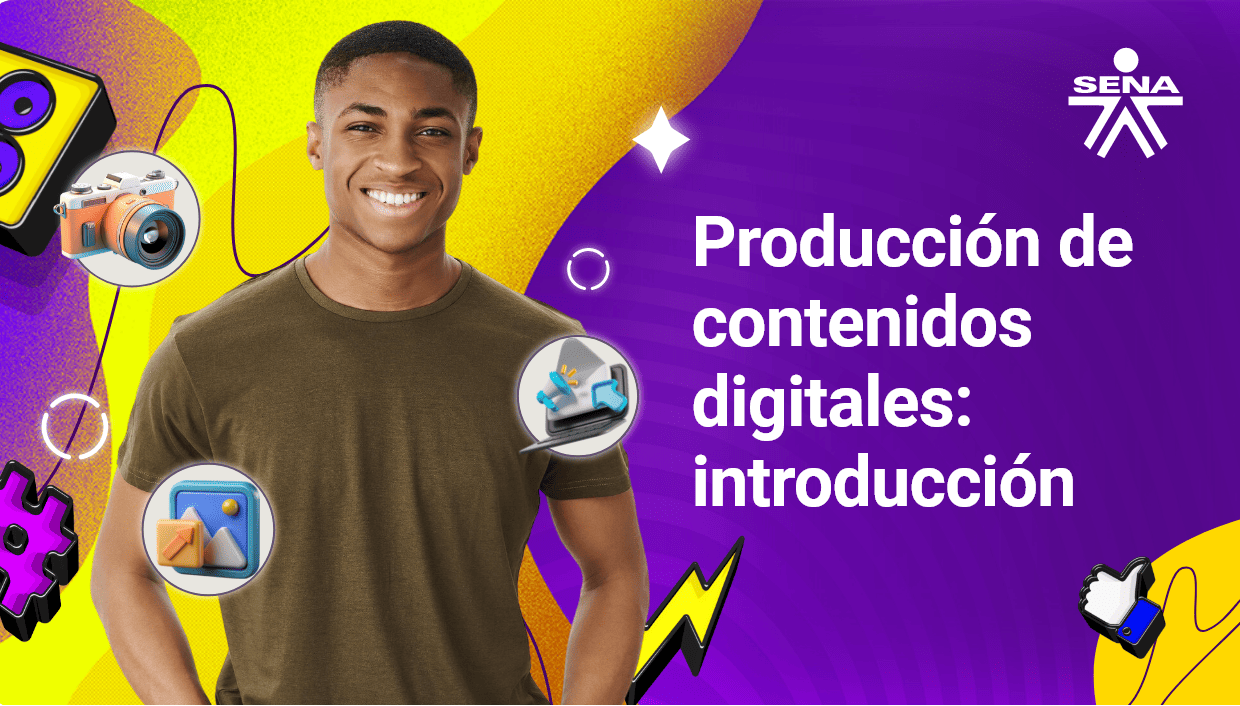 SENA
Producción de
contenidos
digitales:
introducción